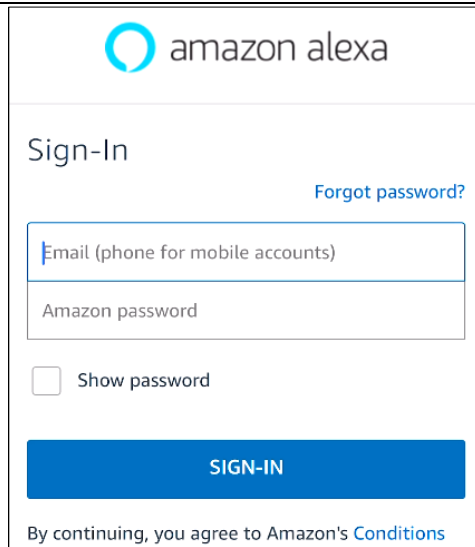 amazon alexa
Sign-In
Forgot password?
Email (phone for mobile accounts)
Amazon password
Show password
SIGN-IN
By continuing, you agree to Amazon's Conditions